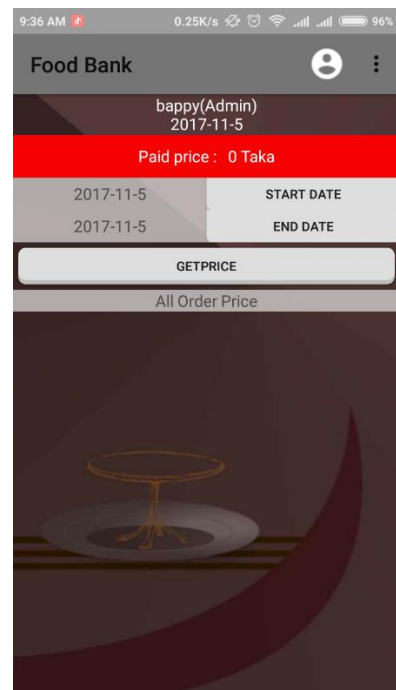 9:36 AM 0.25K/s 96%
Food Bank
bappy(Admin)
2017-11-5
Paid price : 0 Taka
2017-11-5 START DATE
2017-11-5 END DATE
GETPRICE
All Order Price